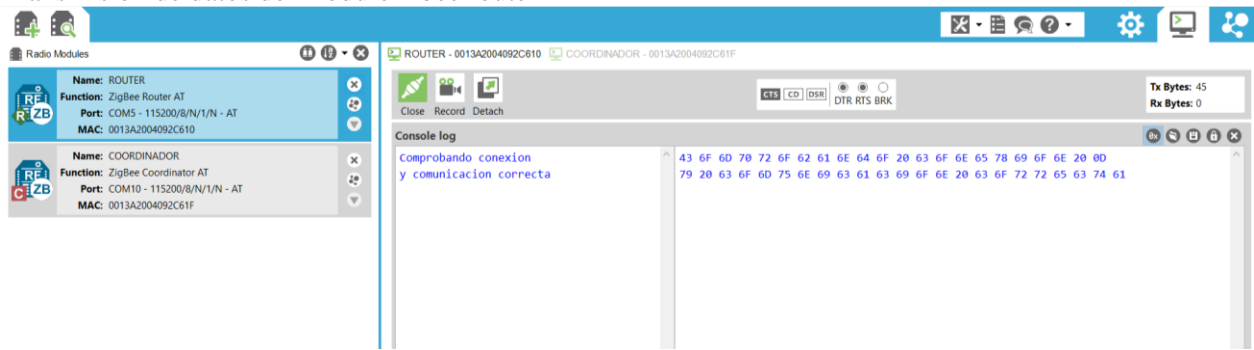 Radio Modules
Name: ROUTER
Function: ZigBee Router AT
Port: COM5 - 115200/8/N/1/N - AT
MAC: 0013A2004092C610
Name: COORDINADOR
Function: ZigBee Coordinator AT
Port: COM10 - 115200/8/N/1/N - AT
MAC: 0013A2004092C61F
ROUTER - 0013A2004092C610 COORDINADOR - 0013A2004092C61F
Close Record Detach
CTS CD DSR DTR RTS BRK
Tx Bytes: 45
Rx Bytes: 0
Console log
Comprobando conexion
y comunicacion correcta
43 6F 6D 70 72 6F 62 61 6E 64 6F 20 63 6F 6E 65 78 69 6F 6E 20 0D
79 20 63 6F 6D 75 6E 69 63 61 63 69 6F 6E 20 63 6F 72 72 65 63 74 61